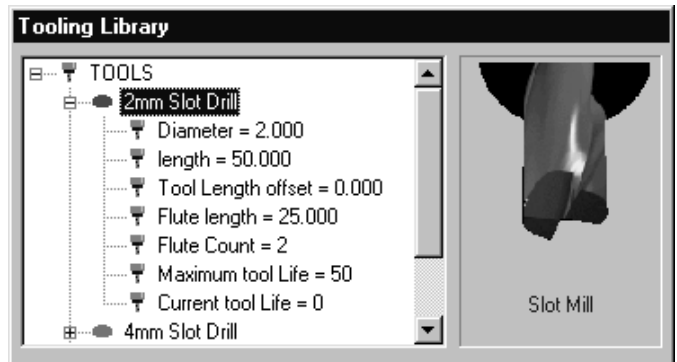 Tooling Library
TOOLS
2mm Slot Drill
Diameter = 2.000
length = 50.000
Tool Length offset = 0.000
Flute length = 25.000
Flute Count = 2
Maximum tool Life = 50
Current tool Life = 0
4mm Slot Drill
Slot Mill